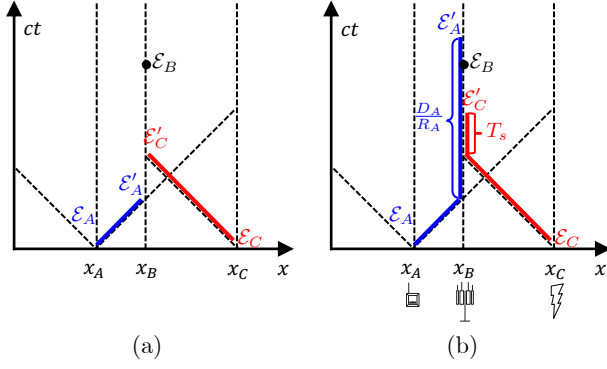 ct
ℰ_B
ℰ'_C
ℰ_A
ℰ'_A
ℰ_C
x_A
x_B
x_C
x
(a)
ct
ℰ'_A
ℰ_B
D_A/R_A
ℰ'_C
T_s
ℰ_A
ℰ_C
x_A
x_B
x_C
x
(b)